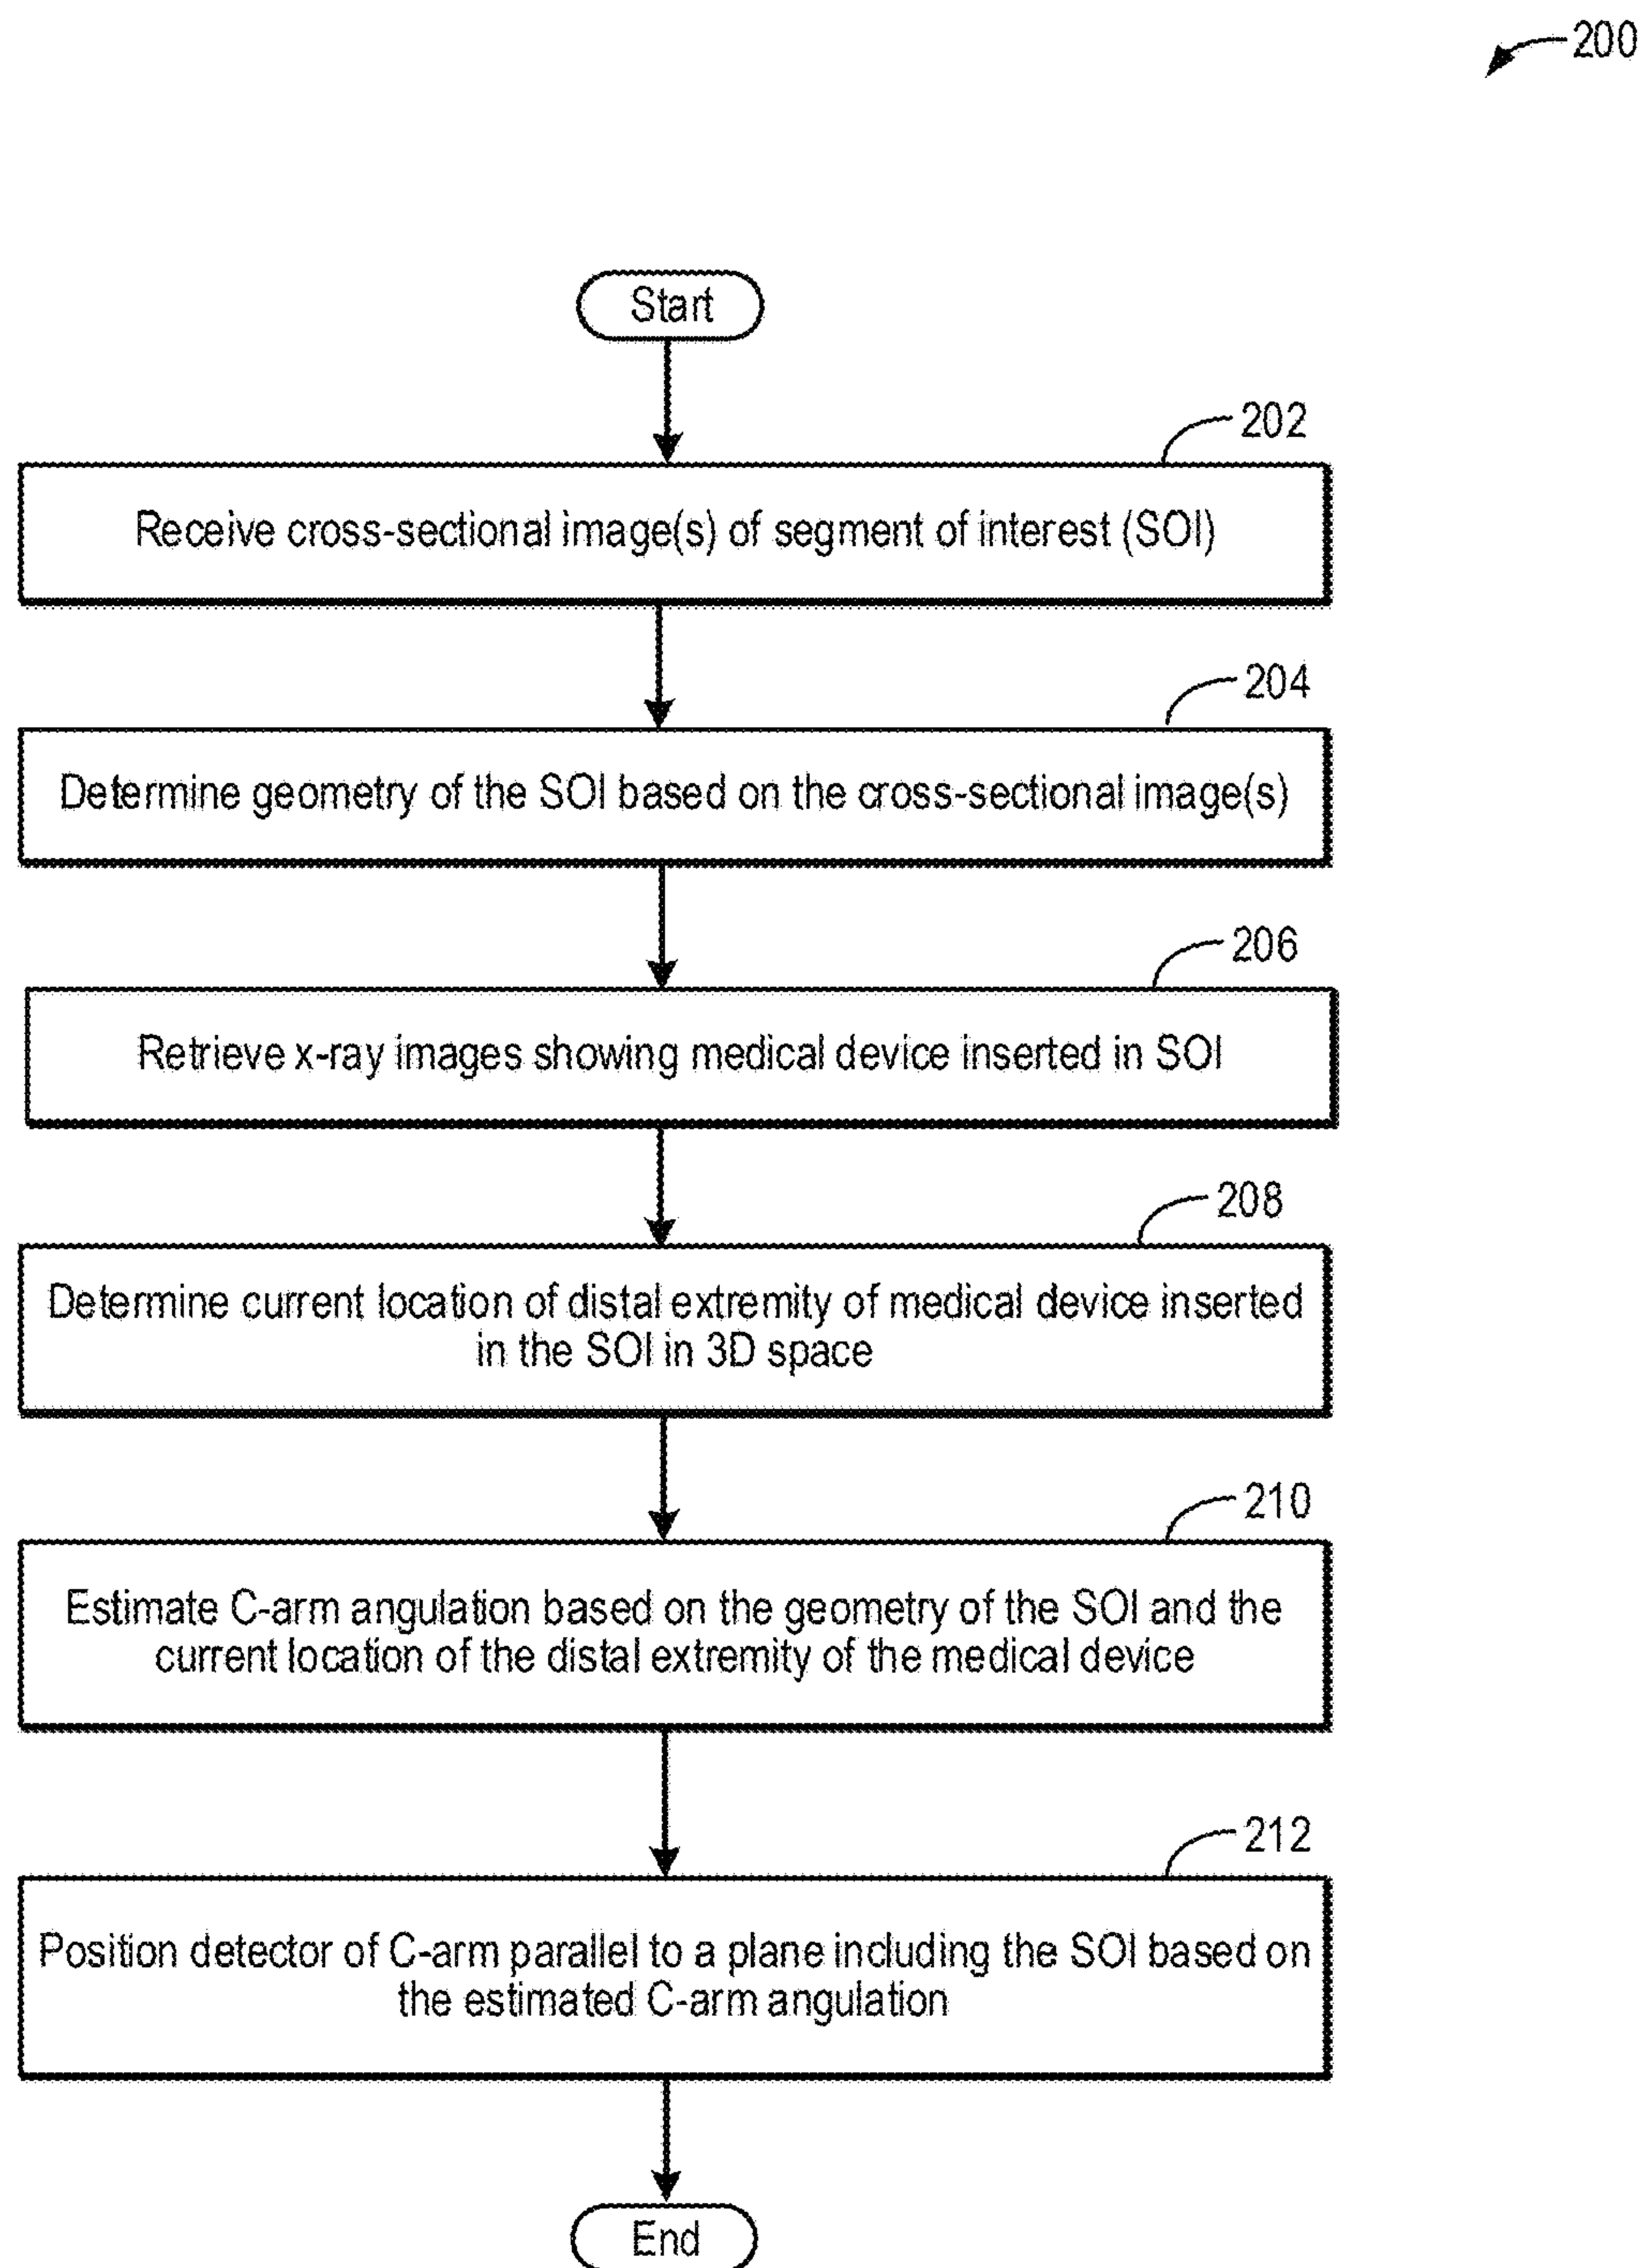 200
Start
202
Receive cross-sectional image(s) of segment of interest (SOI)
204
Determine geometry of the SOI based on the cross-sectional image(s)
206
Retrieve x-ray images showing medical device inserted in SOI
208
Determine current location of distal extremity of medical device inserted
in the SOI in 3D space
210
Estimate C-arm angulation based on the geometry of the SOI and the
current location of the distal extremity of the medical device
212
Position detector of C-arm parallel to a plane including the SOI based on
the estimated C-arm angulation
End